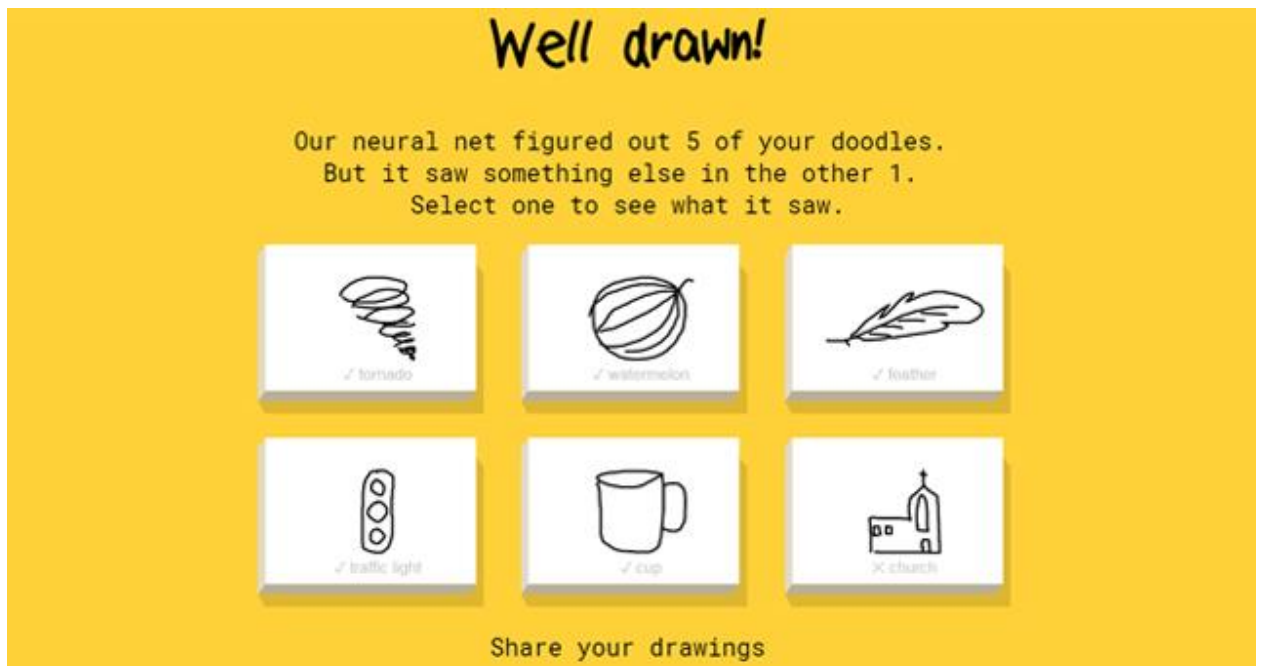 Well drawn!
Our neural net figured out 5 of your doodles.
But it saw something else in the other 1.
Select one to see what it saw.
✓ tornado
✓ watermelon
✓ feather
✓ traffic light
✓ cup
✕ church
Share your drawings